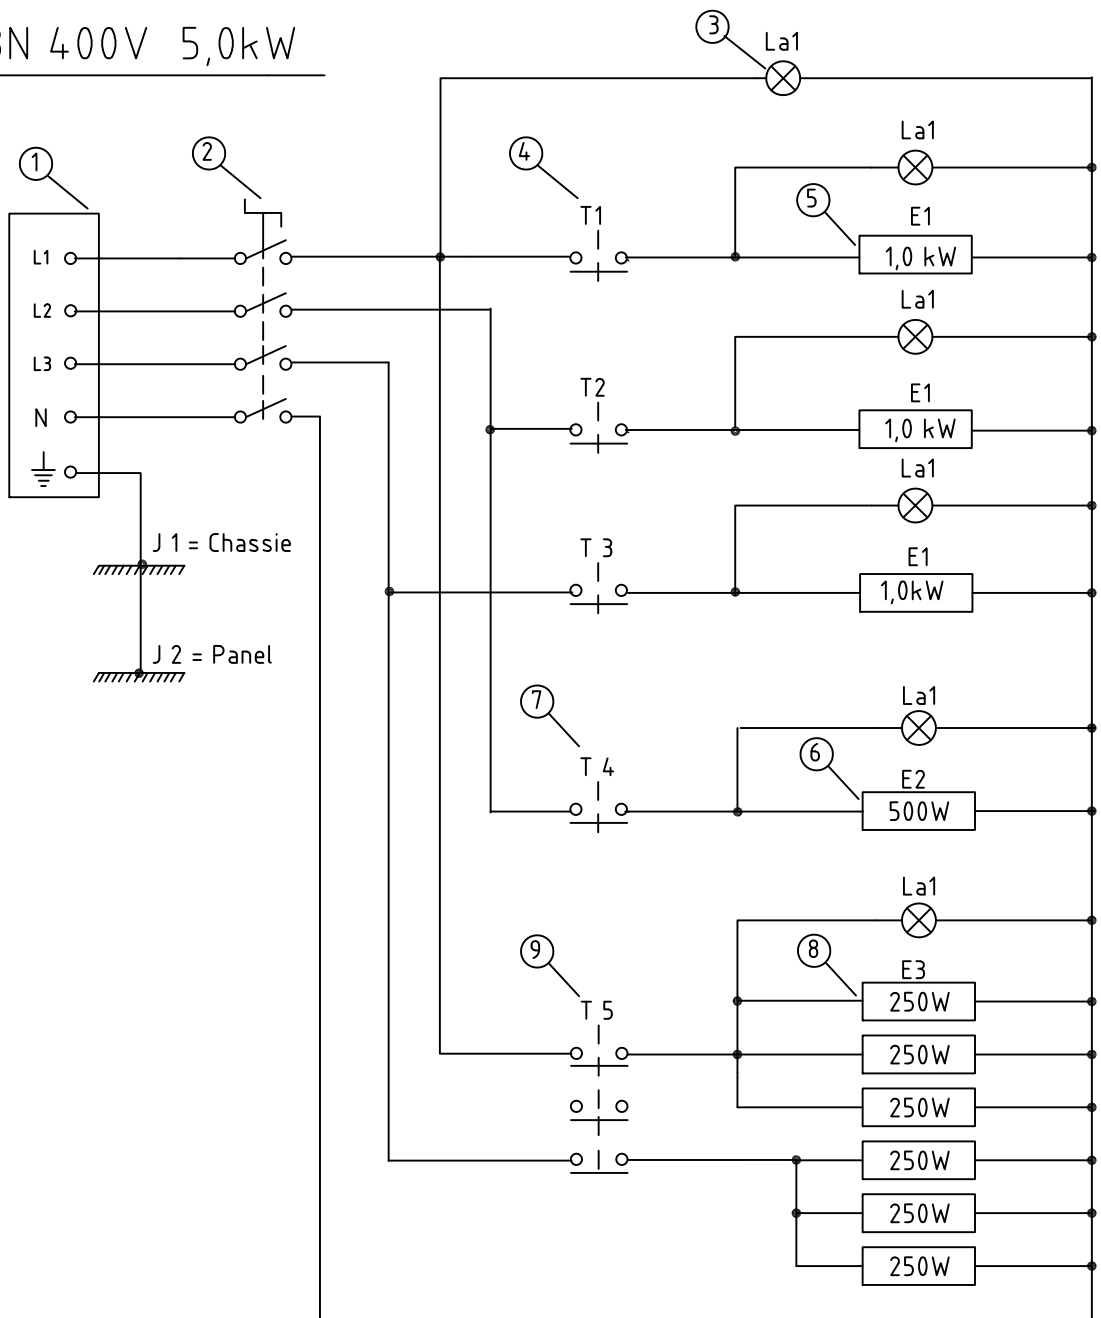 3N 400V 5,0kW
3
La1
1
2
4
La1
T1
5
E1
L1
1,0 kW
L2
La1
L3
T2
E1
N
1,0 kW
La1
J 1 = Chassie
T 3
E1
1,0kW
J 2 = Panel
7
La1
T 4
6
E2
500W
La1
9
8
E3
T 5
250W
250W
250W
250W
250W
250W